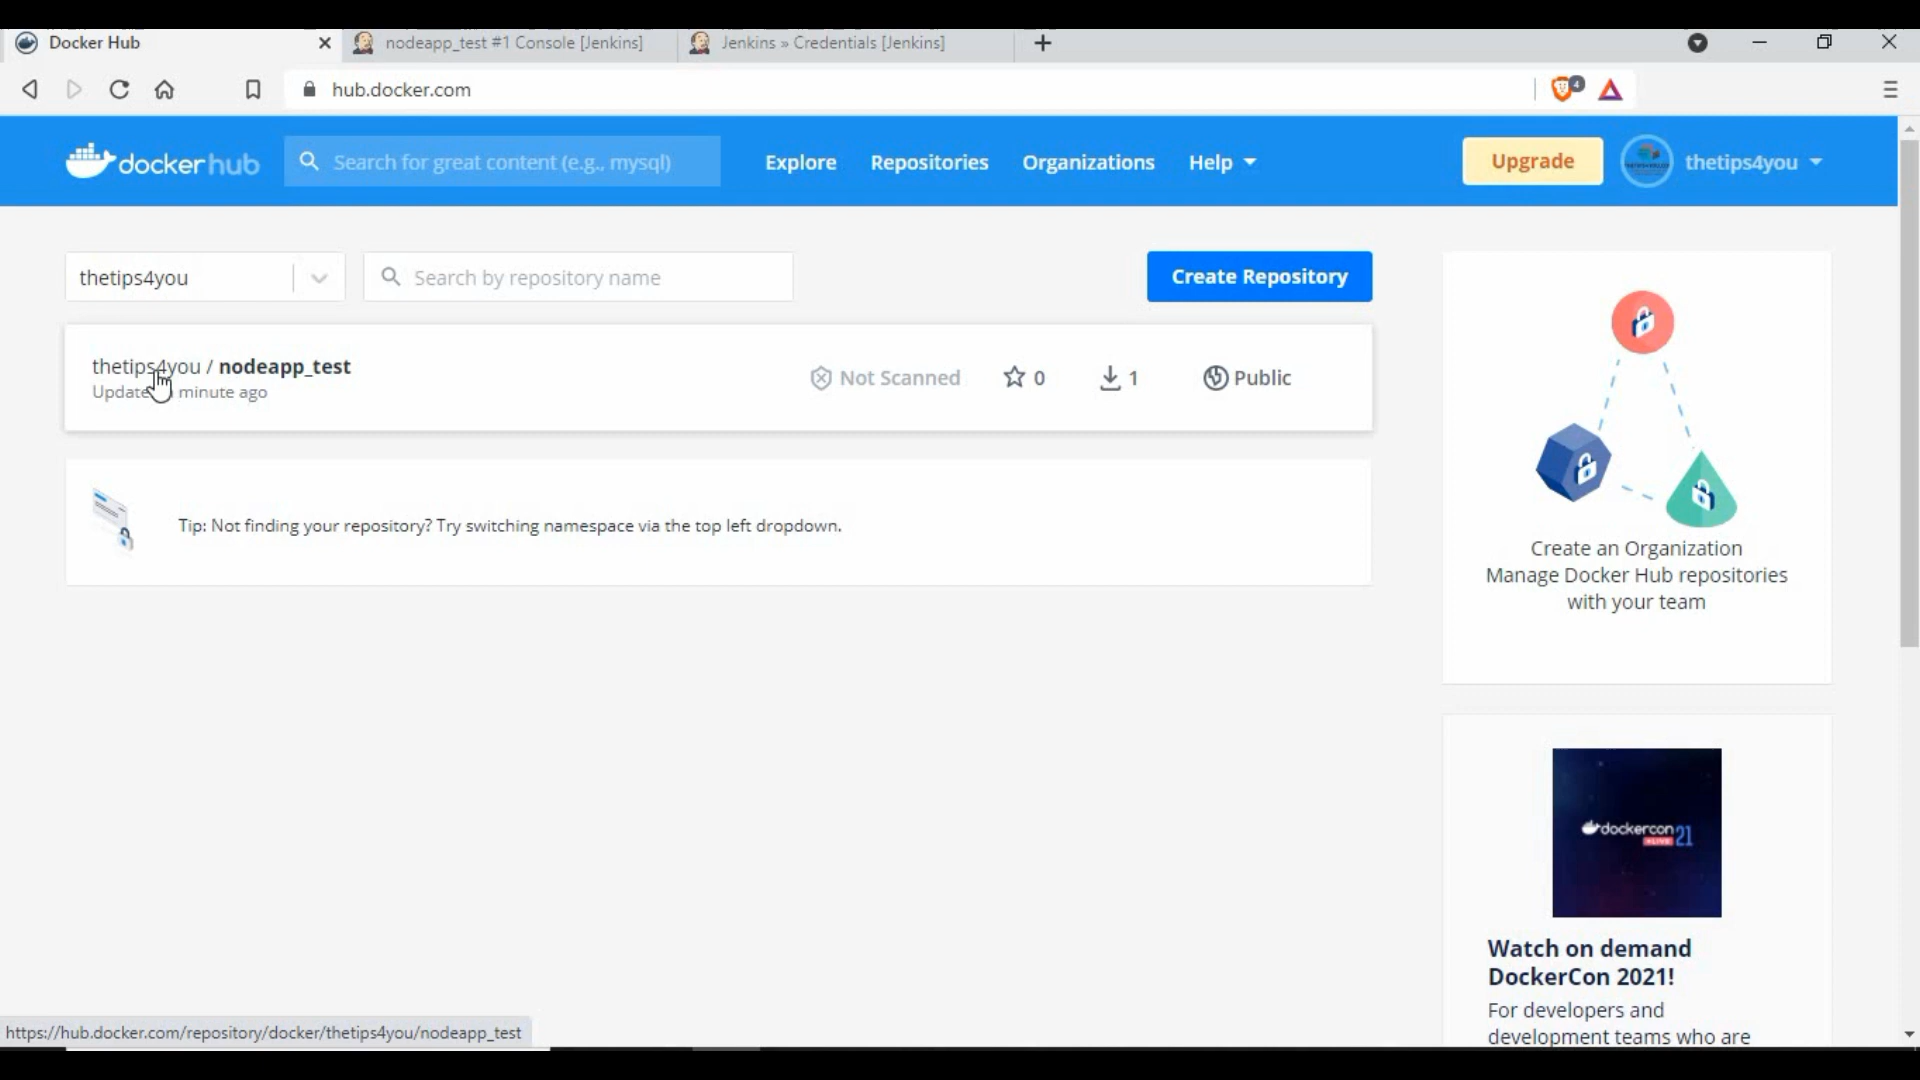 Docker Hub
nodeapp_test #1 Console [Jenkins]
Jenkins » Credentials [Jenkins]
hub.docker.com
4
docker hub
Search for great content (e.g., mysql)
Explore
Repositories
Organizations
Help
Upgrade
thetips4you
thetips4you
Search by repository name
Create Repository
thetips4you / nodeapp_test
Not Scanned
0
1
Public
minute ago
Tip: Not finding your repository? Try switching namespace via the top left dropdown.
Create an Organization
Manage Docker Hub repositories
with your team
dockercon
LIVE
21
Watch on demand
DockerCon 2021!
For developers and
development teams who are
https://hub.docker.com/repository/docker/thetips4you/nodeapp_test